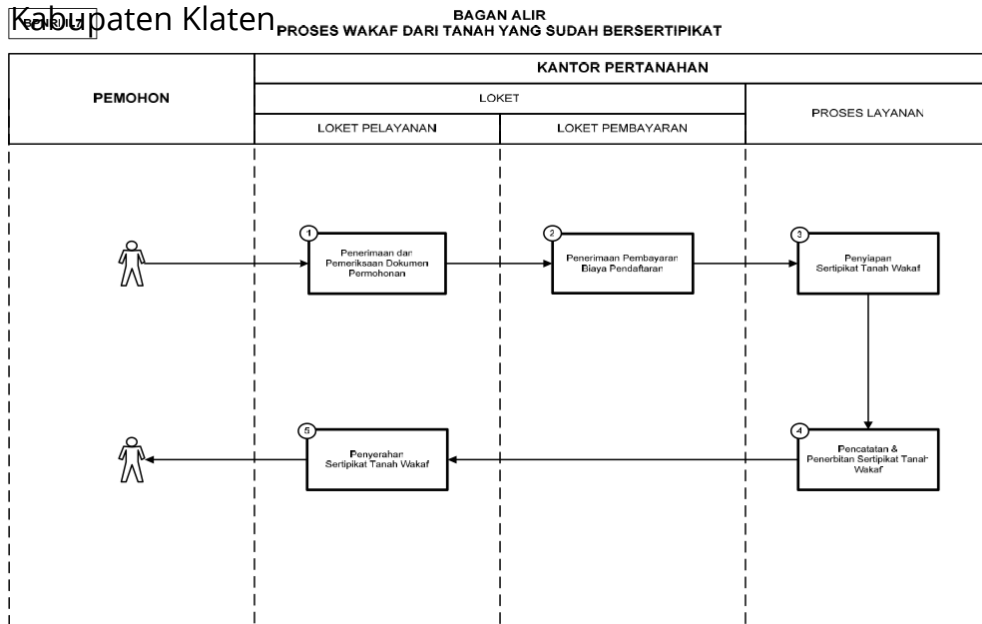 Kabupaten Klaten
BAGAN ALIR
PROSES WAKAF DARI TANAH YANG SUDAH BERSERTIPIKAT
PEMOHON
KANTOR PERTANAHAN
LOKET
PROSES LAYANAN
LOKET PELAYANAN
LOKET PEMBAYARAN
1
Penerimaan dan
Pemeriksaan Dokumen
Permohonan
2
Penerimaan Pembayaran
Biaya Pendaftaran
3
Penyiapan
Sertipikat Tanah Wakaf
4
Pencatatan &
Penerbitan Sertipikat Tanah
Wakaf
5
Penyerahan
Sertipikat Tanah Wakaf